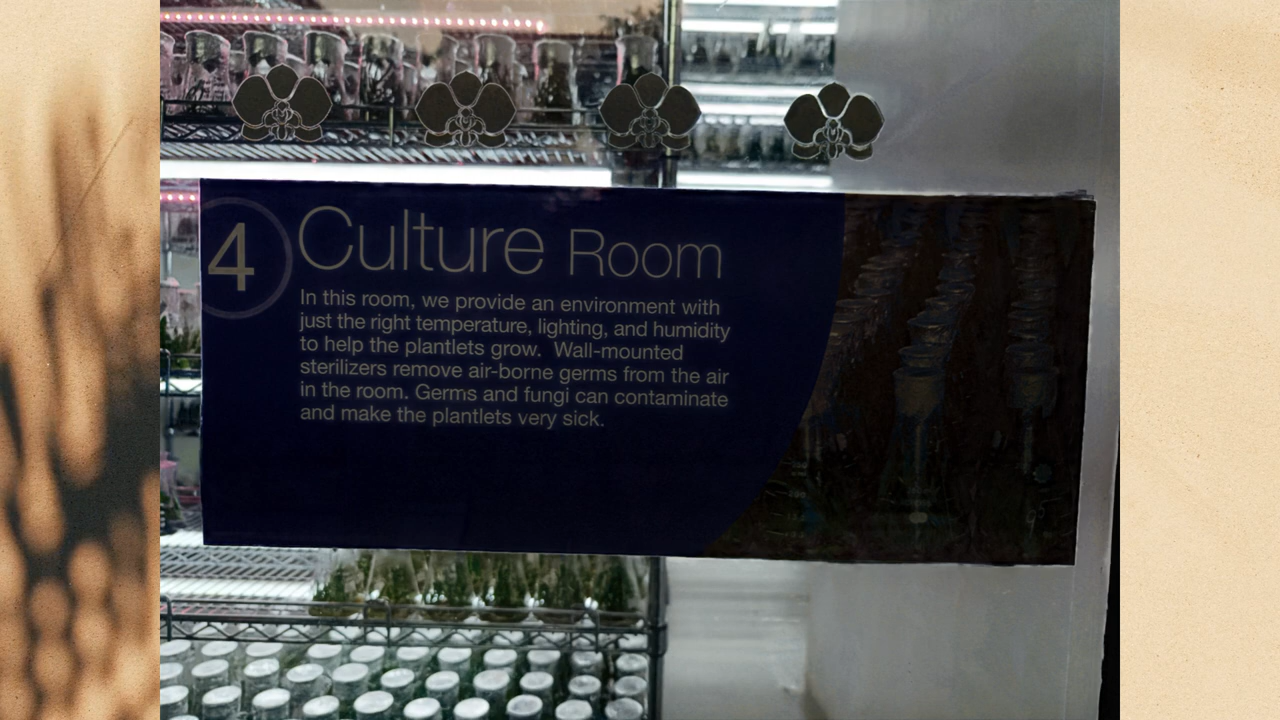 4 Culture Room
In this room, we provide an environment with
just the right temperature, lighting, and humidity
to help the plantlets grow.  Wall-mounted
sterilizers remove air-borne germs from the air
in the room. Germs and fungi can contaminate
and make the plantlets very sick.